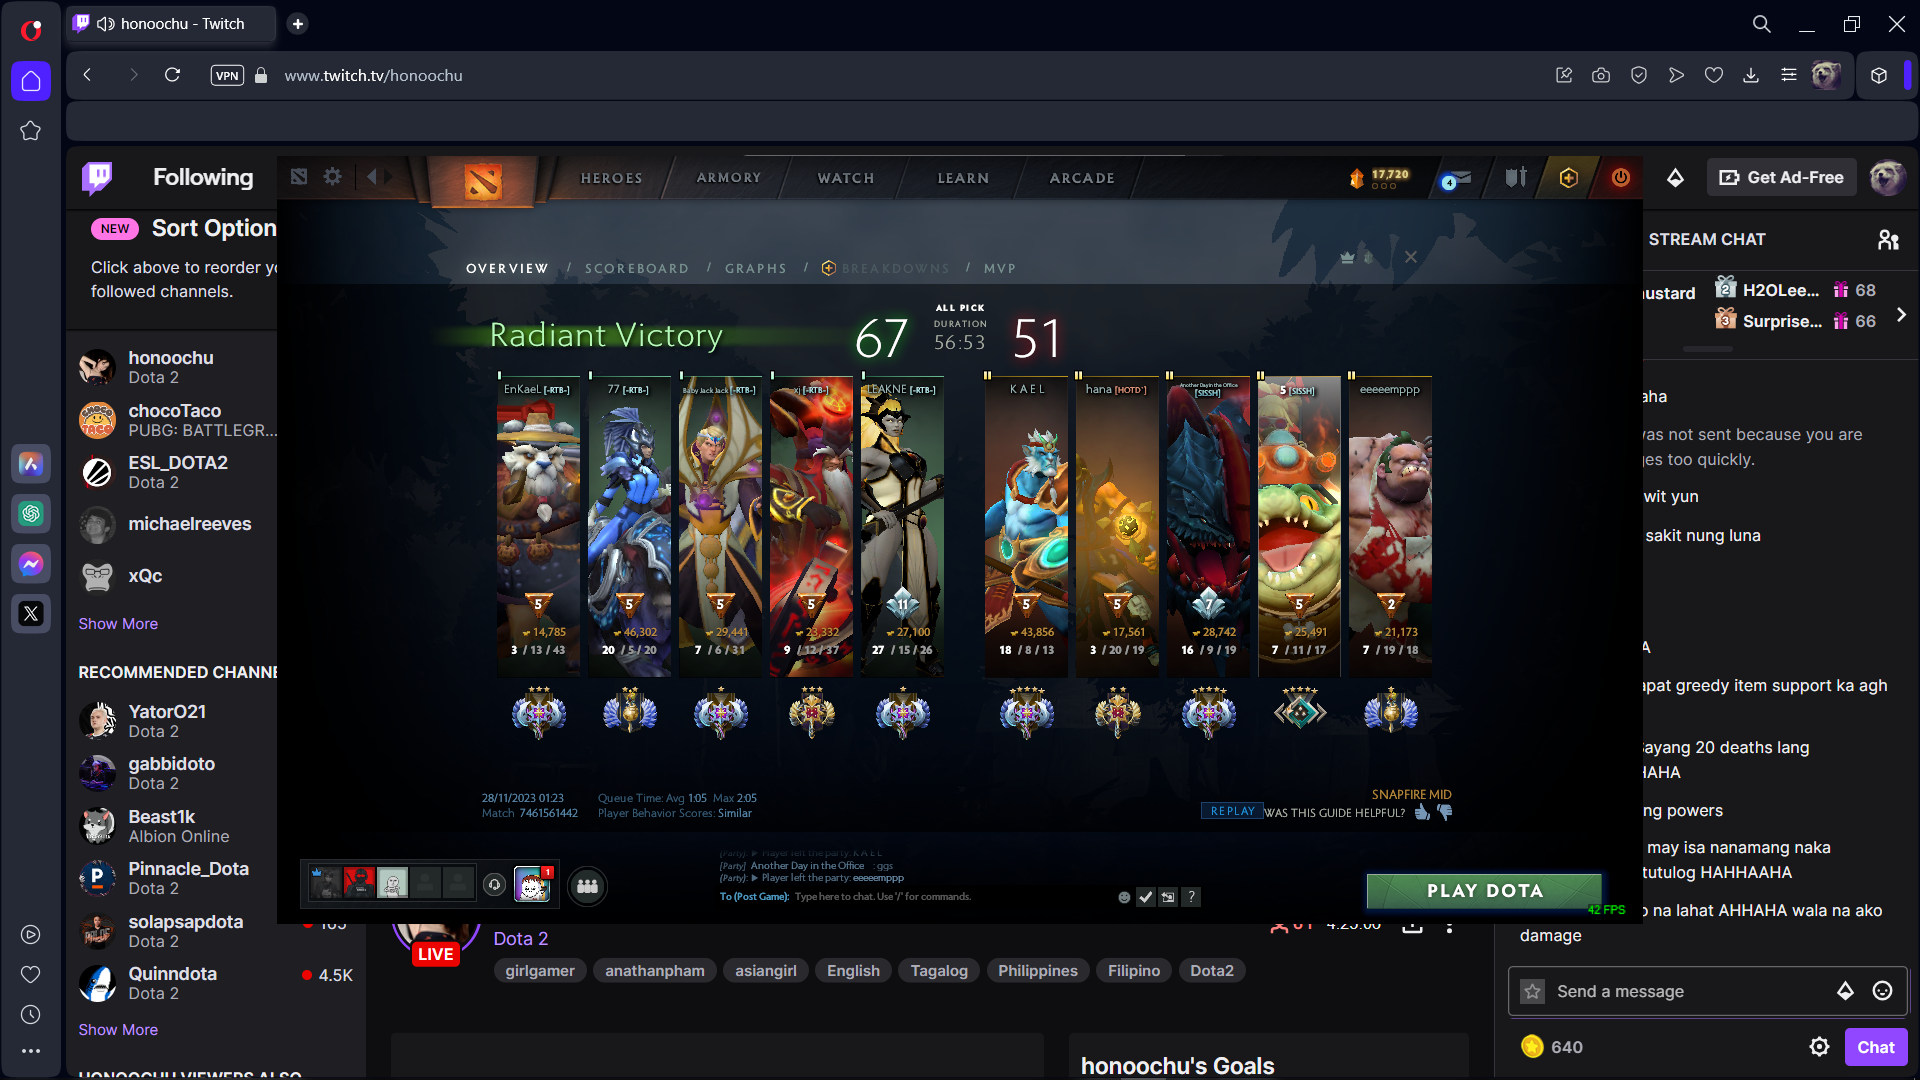 honoochu - Twitch
VPN
www.twitch.tv/honoochu
Following
NEW
Sort Option
Click above to reorder yo
followed channels.
honoochu
Dota 2
chocoTaco
PUBG: BATTLEGR...
ESL_DOTA2
Dota 2
michaelreeves
xQc
Show More
RECOMMENDED CHANNE
YatorO21
Dota 2
gabbidoto
Dota 2
Beast1k
Albion Online
Pinnacle_Dota
Dota 2
solapsapdota
Dota 2
Quinndota
4.5K
Dota 2
Show More
HONOOCHU VIEWERS ALSO
HEROES
ARMORY
WATCH
LEARN
ARCADE
17,720
4
OVERVIEW / SCOREBOARD / GRAPHS / BREAKDOWNS / MVP
Radiant Victory
67
ALL PICK
DURATION
56:53
51
EnKaeL [-RTB-]
77 [-RTB-]
Baby Jack Jack [-RTB-]
xj [-RTB-]
LEAKNE [-RTB-]
K A E L
hana [HOTD']
Another Day in the Office
[SISSH]
5 [SISSH]
eeeeemppp
5
5
5
5
11
5
5
7
5
2
14,785
46,302
29,441
23,332
27,100
43,856
17,561
28,742
25,491
21,173
3 / 13 / 43
20 / 5 / 20
7 / 6 / 31
9 / 12 / 37
27 / 15 / 26
18 / 8 / 13
3 / 20 / 19
16 / 9 / 19
7 / 11 / 17
7 / 19 / 18
28/11/2023 01:23
Queue Time: Avg 1:05 Max 2:05
Match 7461561442
Player Behavior Scores: Similar
SNAPFIRE MID
REPLAY
WAS THIS GUIDE HELPFUL?
1
[Party] Player left the party: K A E L
[Party] Another Day in the Office : ggs
(Party): Player left the party: eeeeemppp
To (Post Game): Type here to chat. Use '/' for commands.
?
PLAY DOTA
42 FPS
LIVE
Dota 2
girlgamer
anathanpham
asiangirl
English
Tagalog
Philippines
Filipino
Dota2
honoochu's Goals
Get Ad-Free
STREAM CHAT
ustard
2
H2OLee...
68
3
Surprise...
66
aha
was not sent because you are
es too quickly.
wit yun
sakit nung luna
A
apat greedy item support ka agh
Sayang 20 deaths lang
HAHA
ng powers
may isa nanamang naka
tutulog HAHHAAHA
o na lahat AHHAHA wala na ako
damage
Send a message
640
Chat